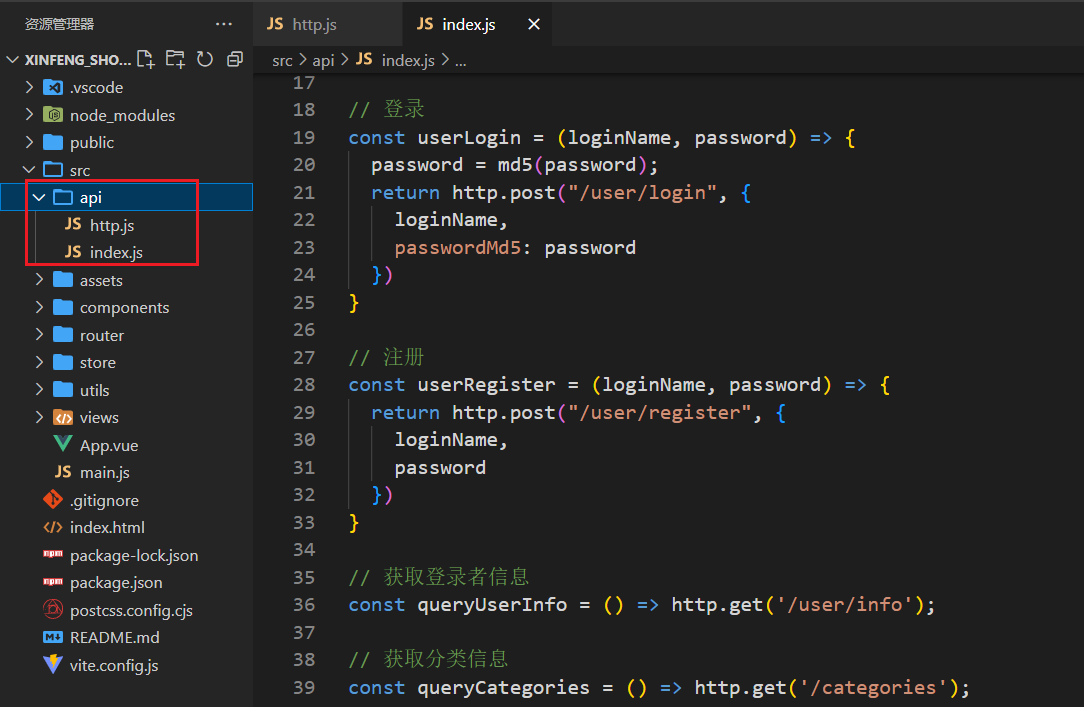 资源管理器 ...
XINFENG_SHO...
.vscode
node_modules
public
src
api
http.js
index.js
assets
components
router
store
utils
views
App.vue
main.js
.gitignore
index.html
package-lock.json
package.json
postcss.config.cjs
README.md
vite.config.js
JS http.js JS index.js ×
src > api > JS index.js > ...
17
18 // 登录
19 const userLogin = (loginName, password) => {
20 password = md5(password);
21 return http.post("/user/login", {
22 loginName,
23 passwordMd5: password
24 })
25 }
26
27 // 注册
28 const userRegister = (loginName, password) => {
29 return http.post("/user/register", {
30 loginName,
31 password
32 })
33 }
34
35 // 获取登录者信息
36 const queryUserInfo = () => http.get('/user/info');
37
38 // 获取分类信息
39 const queryCategories = () => http.get('/categories');